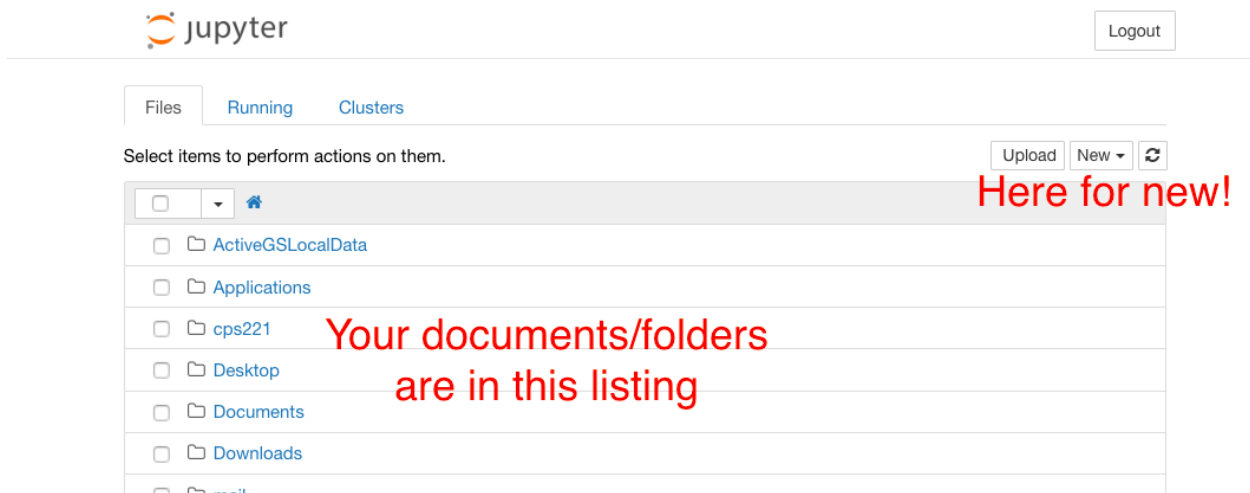 jupyter
Logout
Files Running Clusters
Select items to perform actions on them.
Upload New
Here for new!
ActiveGSLocalData
Applications
cps221
Your documents/folders
Desktop
are in this listing
Documents
Downloads